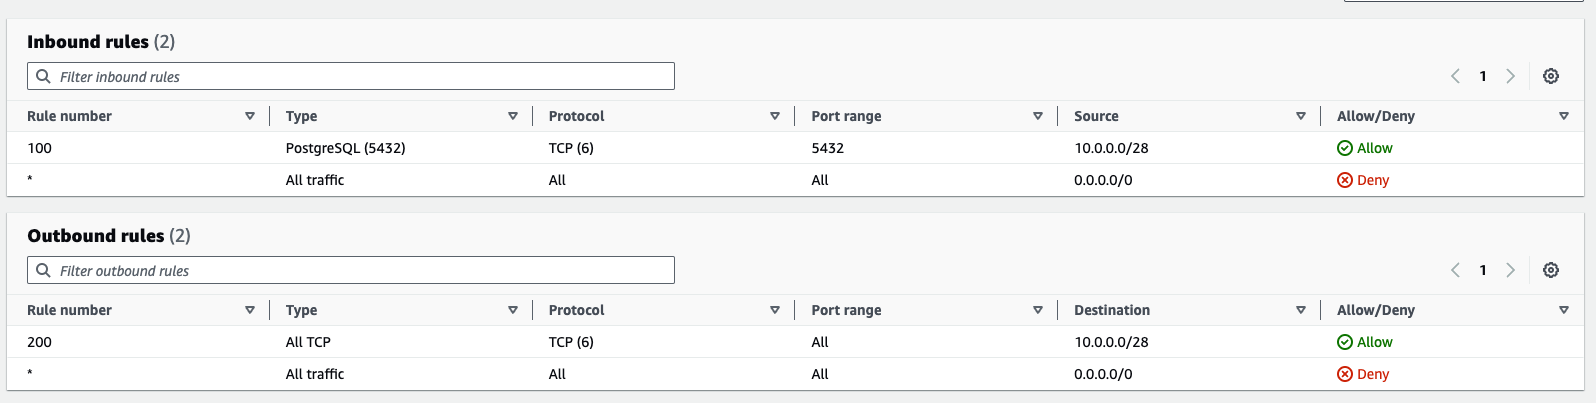 Inbound rules (2)
Filter inbound rules
1
Rule number Type Protocol Port range Source Allow/Deny
100 PostgreSQL (5432) TCP (6) 5432 10.0.0.0/28 Allow
* All traffic All All 0.0.0.0/0 Deny
Outbound rules (2)
Filter outbound rules
1
Rule number Type Protocol Port range Destination Allow/Deny
200 All TCP TCP (6) All 10.0.0.0/28 Allow
* All traffic All All 0.0.0.0/0 Deny